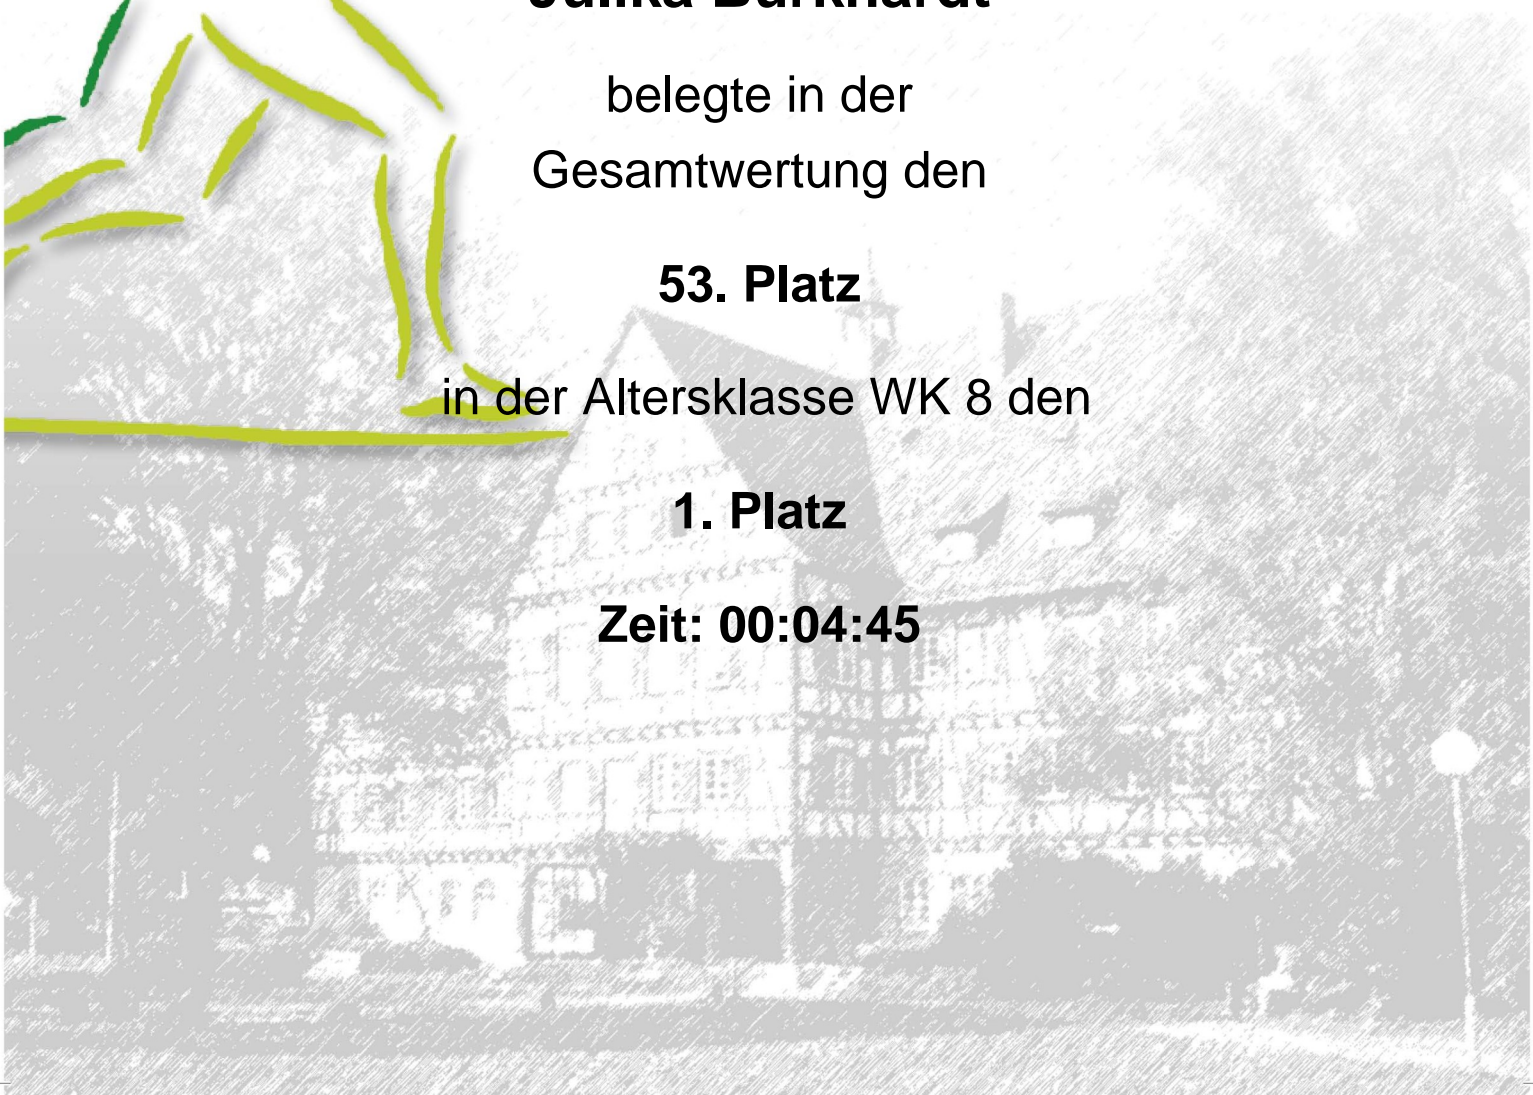 Burkhardt
belegte in der
Gesamtwertung den
53. Platz
in der Altersklasse WK 8 den
1. Platz
Zeit: 00:04:45